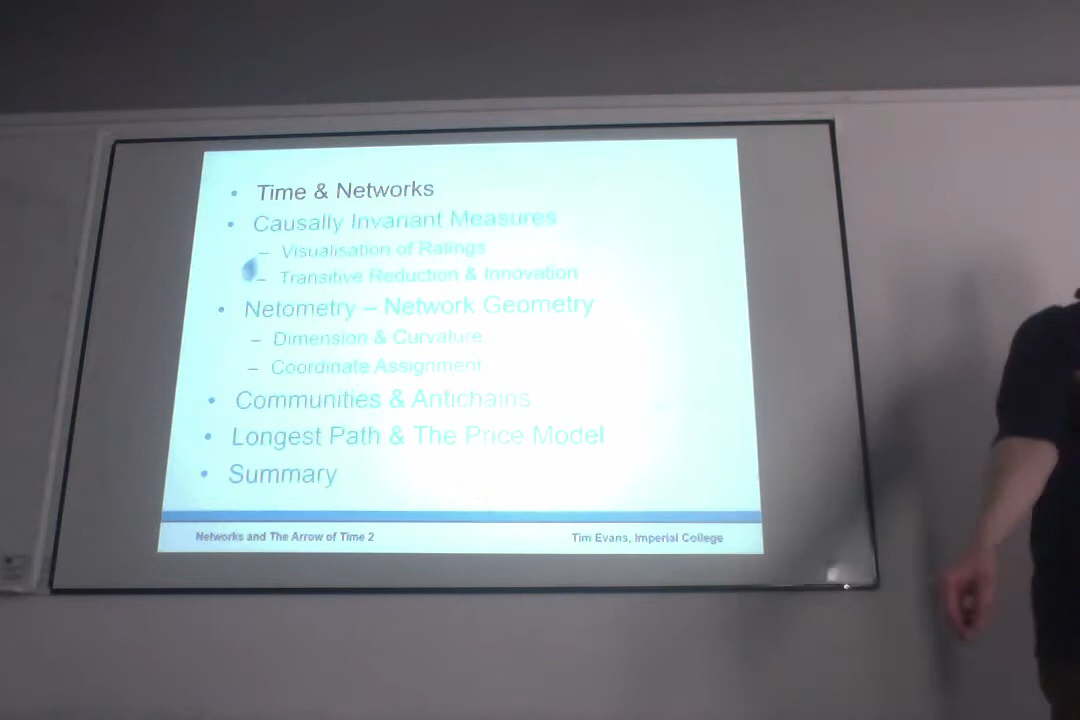 • Time & Networks
• Causally Invariant Measures
– Visualisation of Ratings
– Transitive Reduction & Innovation
• Netometry – Network Geometry
– Dimension & Curvature
– Coordinate Assignment
• Communities & Antichains
• Longest Path & The Price Model
• Summary
Networks and The Arrow of Time 2
Tim Evans, Imperial College